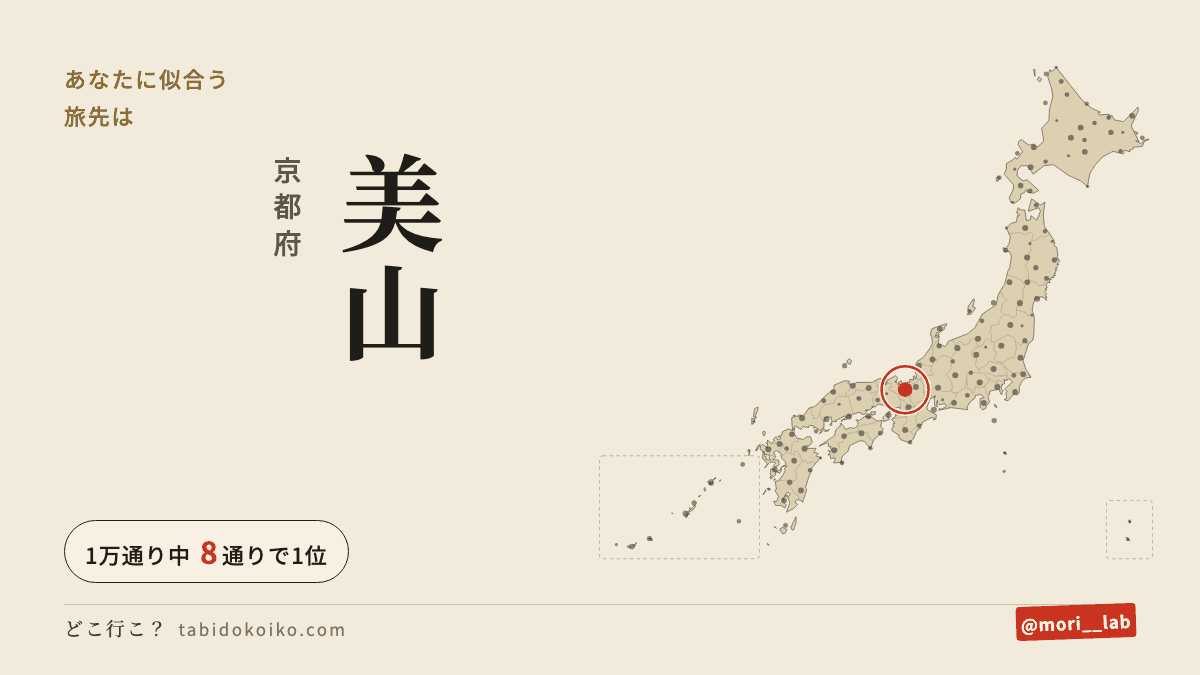 あなたに似合う
旅先は
美山
京都府
1万通り中 8通りで1位
どこ行こ? tabidokoiko.com
@mori__lab